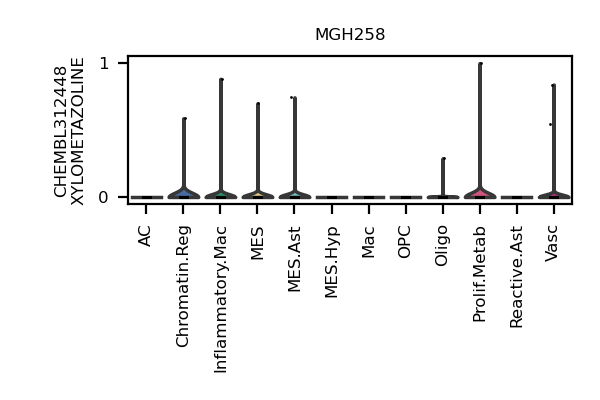 MGH258
CHEMBL312448
XYLOMETAZOLINE
1
0
AC
Chromatin.Reg
Inflammatory.Mac
MES
MES.Ast
MES.Hyp
Mac
OPC
Oligo
Prolif.Metab
Reactive.Ast
Vasc